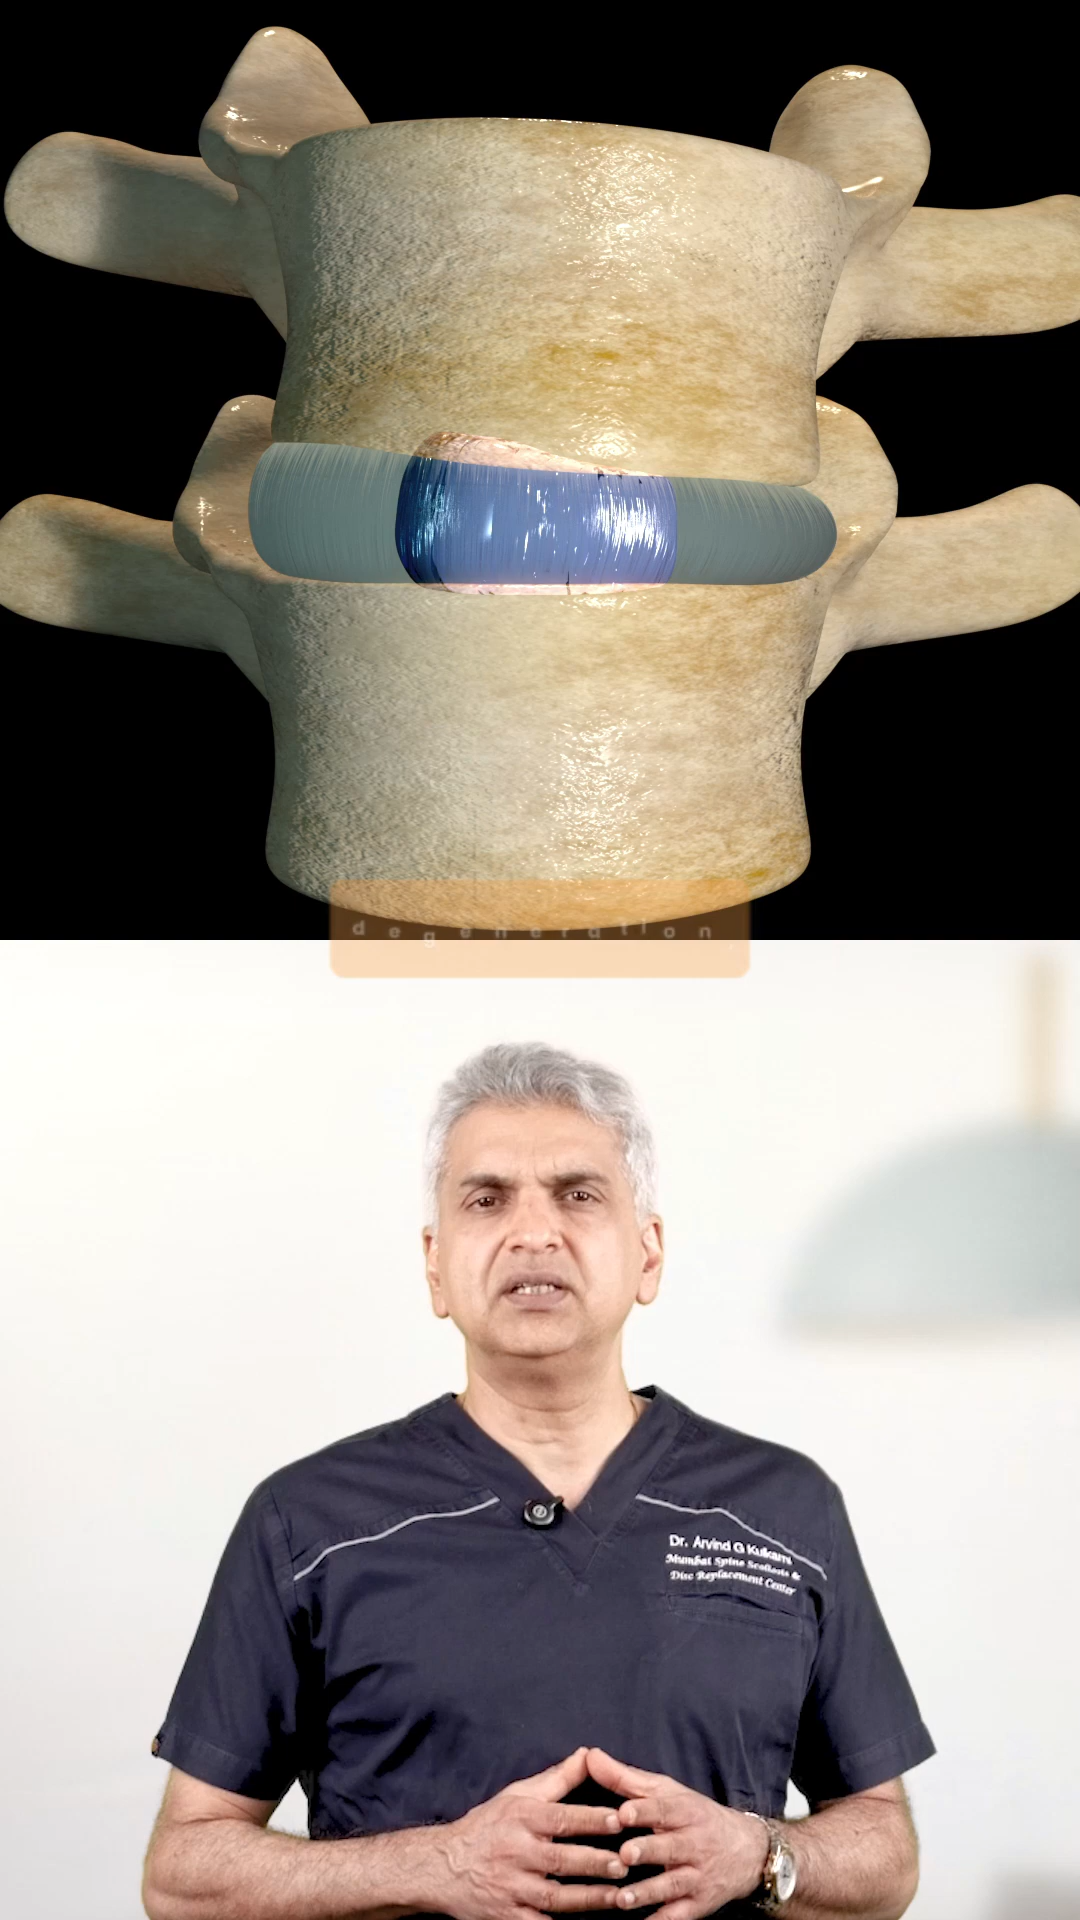 degeneration
Dr. Arvind G Kulkarni
Mumbai Spine Scoliosis &
Disc Replacement Center